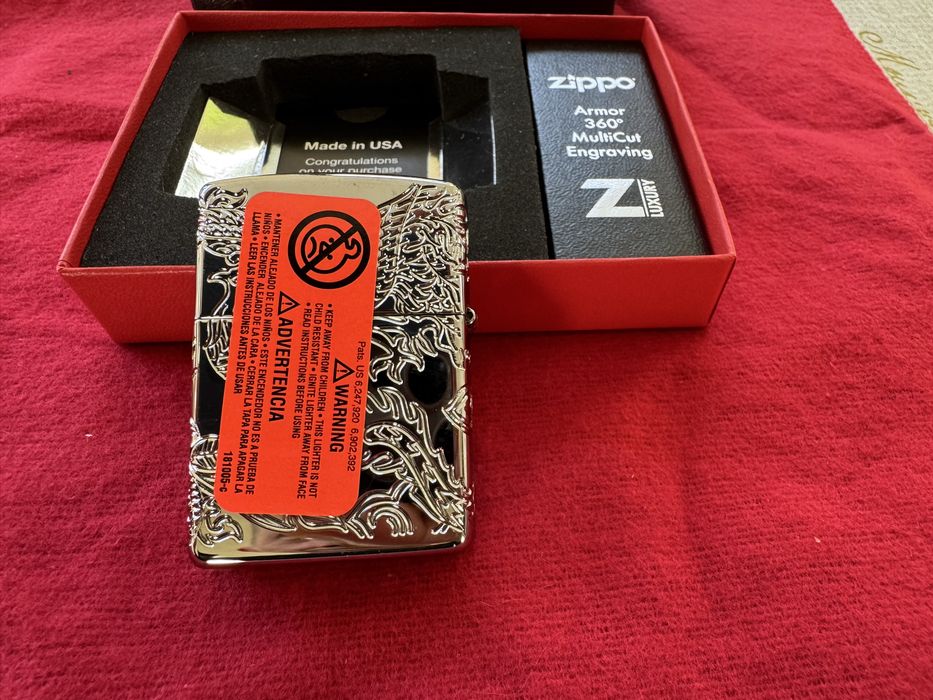 Made in USA
Congratulations
on your purchase
zippo
Armor
360°
MultiCut
Engraving
Z LUXURY
Pats. US 6,247,920 6,902,392
WARNING
• KEEP AWAY FROM CHILDREN • THIS LIGHTER IS NOT
CHILD RESISTANT • IGNITE LIGHTER AWAY FROM FACE
• READ INSTRUCTIONS BEFORE USING
ADVERTENCIA
• MANTENER ALEJADO DE LOS NIÑOS • ESTE ENCENDEDOR NO ES A PRUEBA DE
NIÑOS • ENCENDER ALEJADO DE LA CARA • CERRAR LA TAPA PARA APAGAR LA
LLAMA • LEER LAS INSTRUCCIONES ANTES DE USAR
181005-c